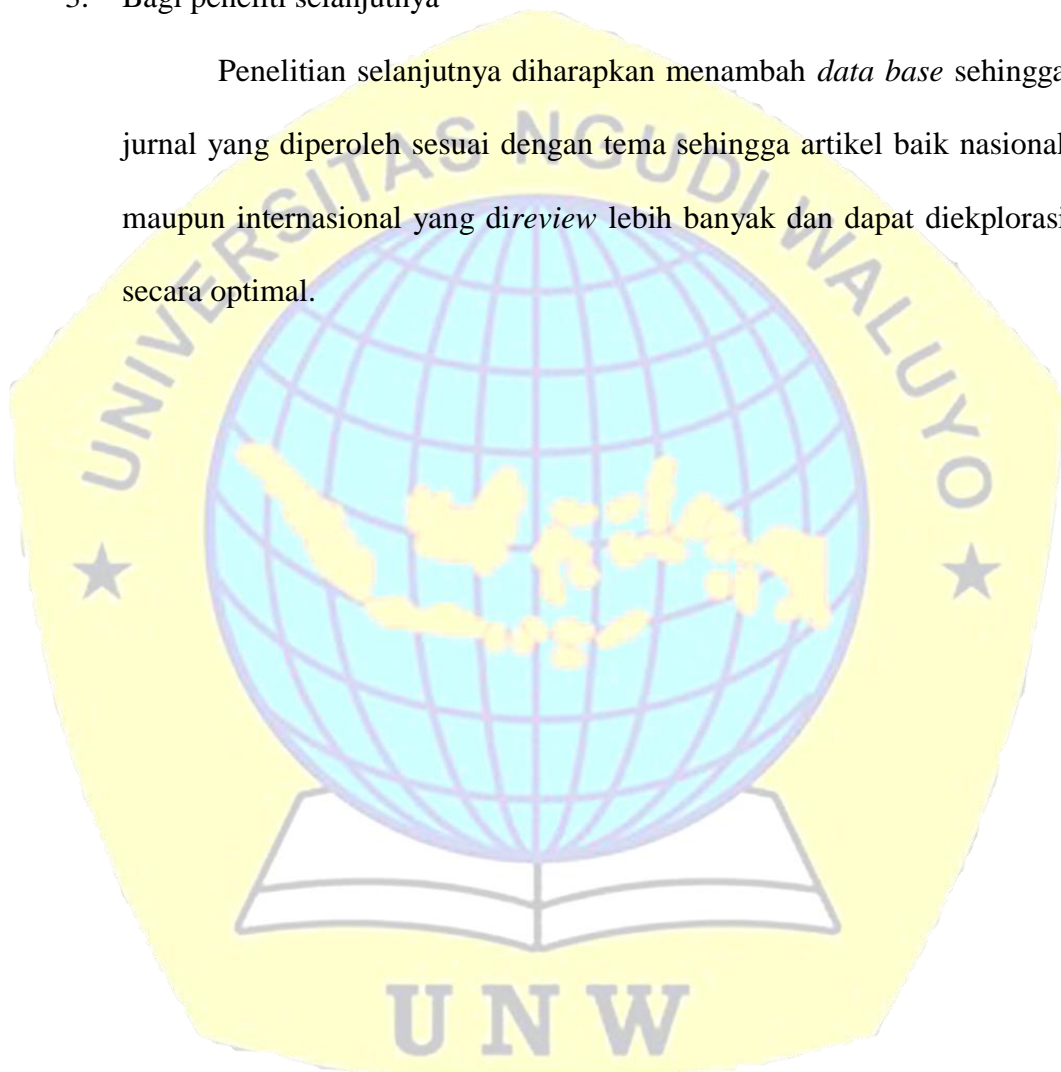 3. Bagi peneliti selanjutnya
Penelitian selanjutnya diharapkan menambah data base sehingga
jurnal yang diperoleh sesuai dengan tema sehingga artikel baik nasional
maupun internasional yang direview lebih banyak dan dapat diekplorasi
secara optimal.
UNIVERSITAS NGUDI WALUYO
UNW